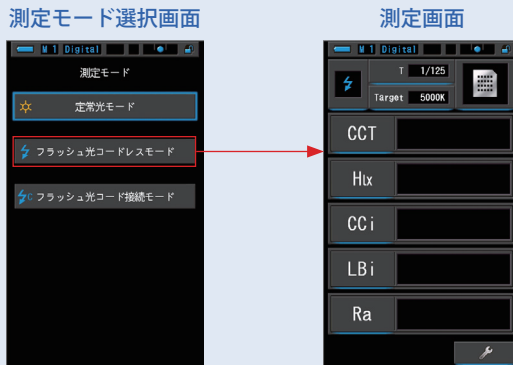 測定モード選択画面
M 1 Digital
測定モード
定常光モード
フラッシュ光コードレスモード
C フラッシュ光コード接続モード
測定画面
M 1 Digital
T 1/125
Target 5000K
CCT
Hlx
CCi
LBi
Ra